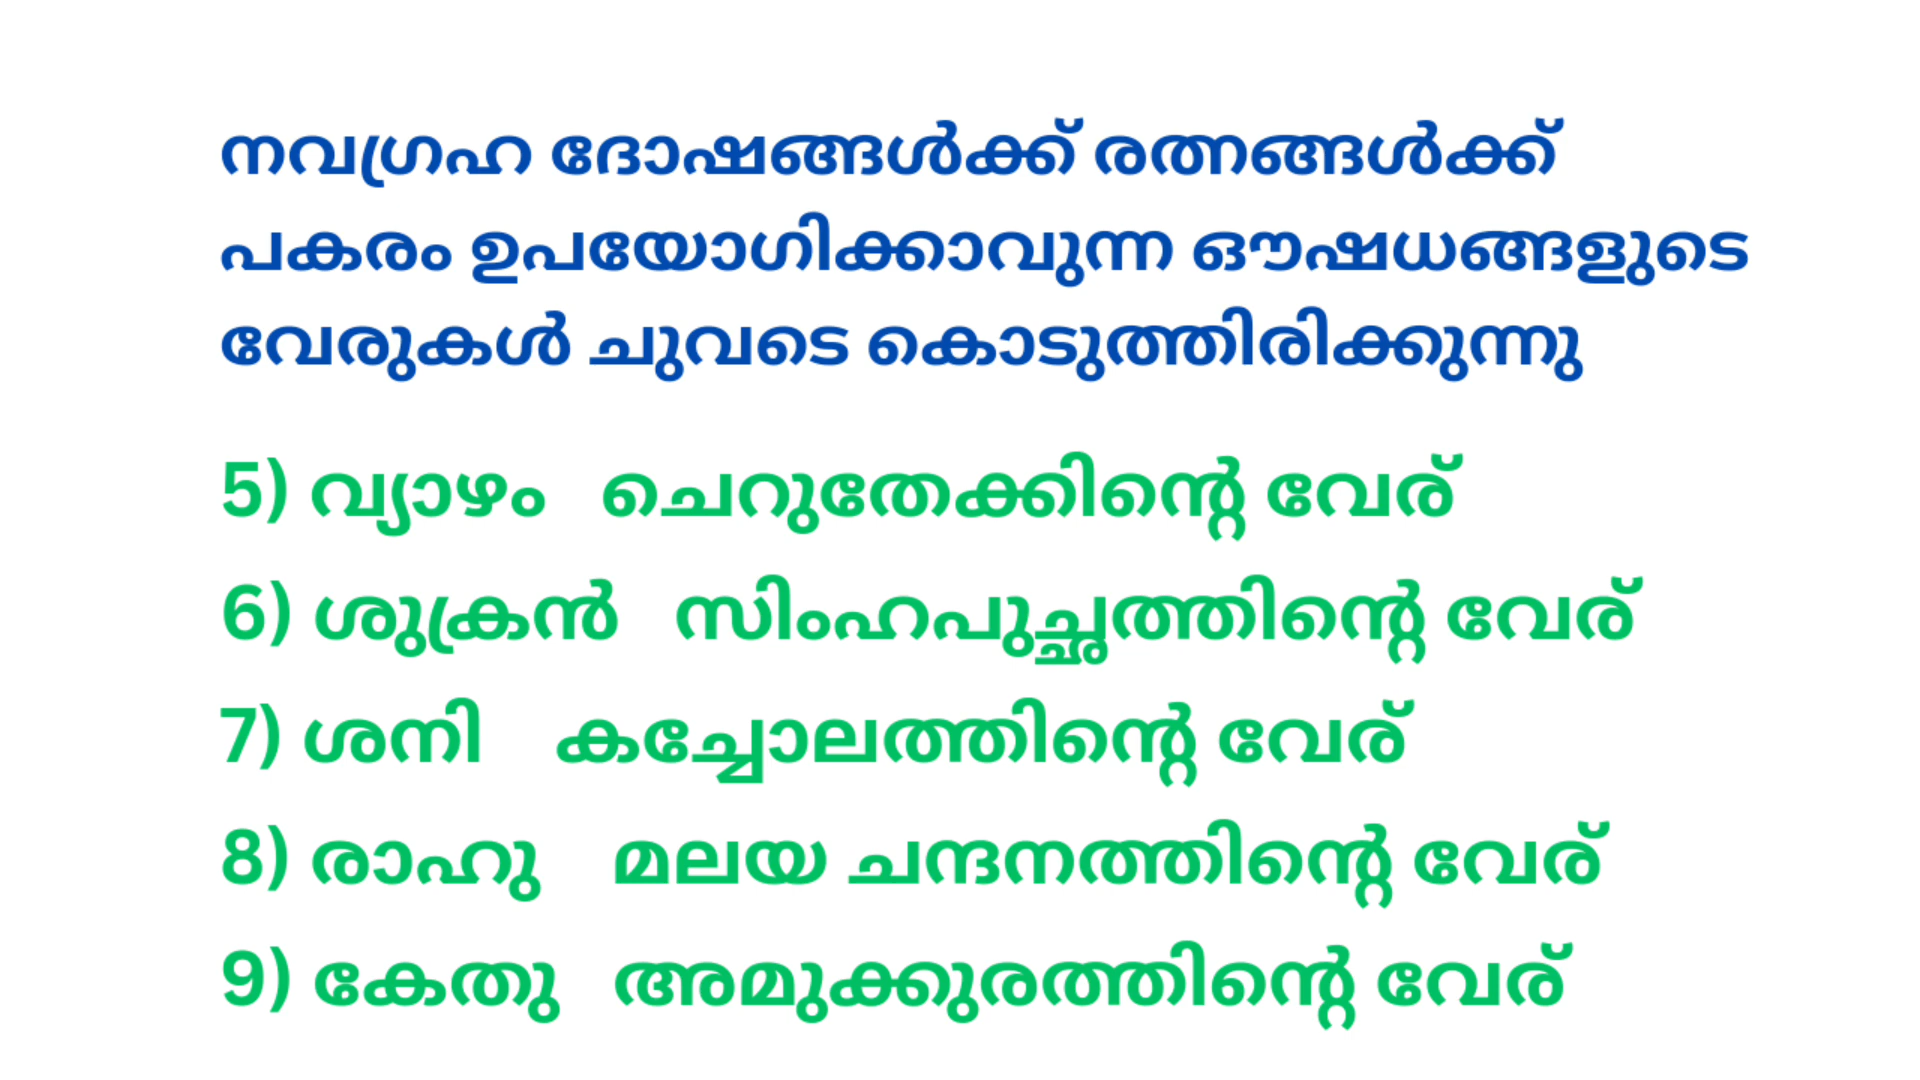 നവഗ്രഹ ദോഷങ്ങൾക്ക് രത്നങ്ങൾക്ക്
പകരം ഉപയോഗിക്കാവുന്ന ഔഷധങ്ങളുടെ
വേരുകൾ ചുവടെ കൊടുത്തിരിക്കുന്നു
5) വ്യാഴം ചെറുതേക്കിന്റെ വേര്
6) ശുക്രൻ സിംഹപുച്ഛത്തിന്റെ വേര്
7) ശനി കച്ചോലത്തിന്റെ വേര്
8) രാഹു മലയ ചന്ദനത്തിന്റെ വേര്
9) കേതു അമുക്കുരത്തിന്റെ വേര്